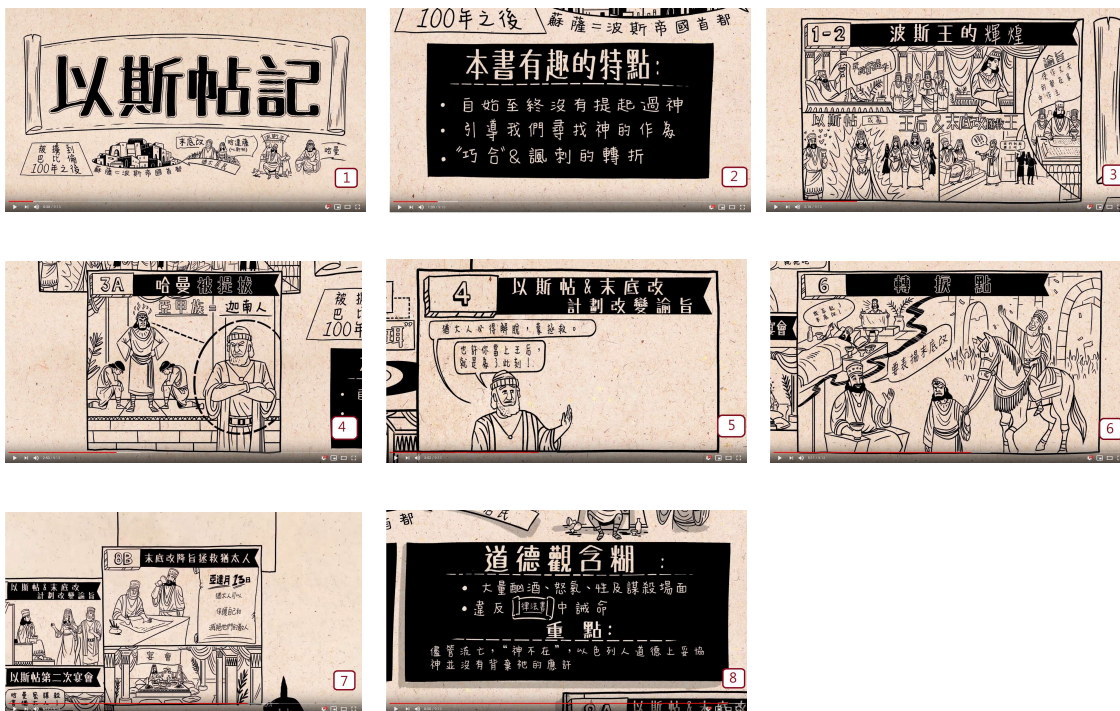 以斯帖記
被擄到
巴比倫
100年之後
蘇薩=波斯帝國首都
末底改
哈曼
1
100年之後
蘇薩=波斯帝國首都
本書有趣的特點:
• 自始至終沒有提起過神
• 引導我們尋找神的作為
• "巧合"&諷刺的轉折
2
1-2
波斯王的輝煌
諭旨
以斯帖
成為
王后&末底改
王
3
3A
哈曼被提拔
亞甲族=迦南人
100年
4
4
以斯帖&末底改
計劃改變諭旨
猶太人必得解脫,蒙拯救。
也許你當上王后,
就是為了此刻!
5
6
轉捩點
要表揚末底改
6
8B
末底改降旨拯救猶太人
亞達月13日
猶太人可以
保護自己和
宴會
以斯帖&末底改
計劃改變諭旨
以斯帖第二次宴會
7
首都
道德觀含糊:
• 大量酗酒、怒氣、性及謀殺場面
• 違反律法書中誡命
重點:
儘管流亡,"神不在",以色列人道德上妥協
神並沒有背棄祂的應許
8